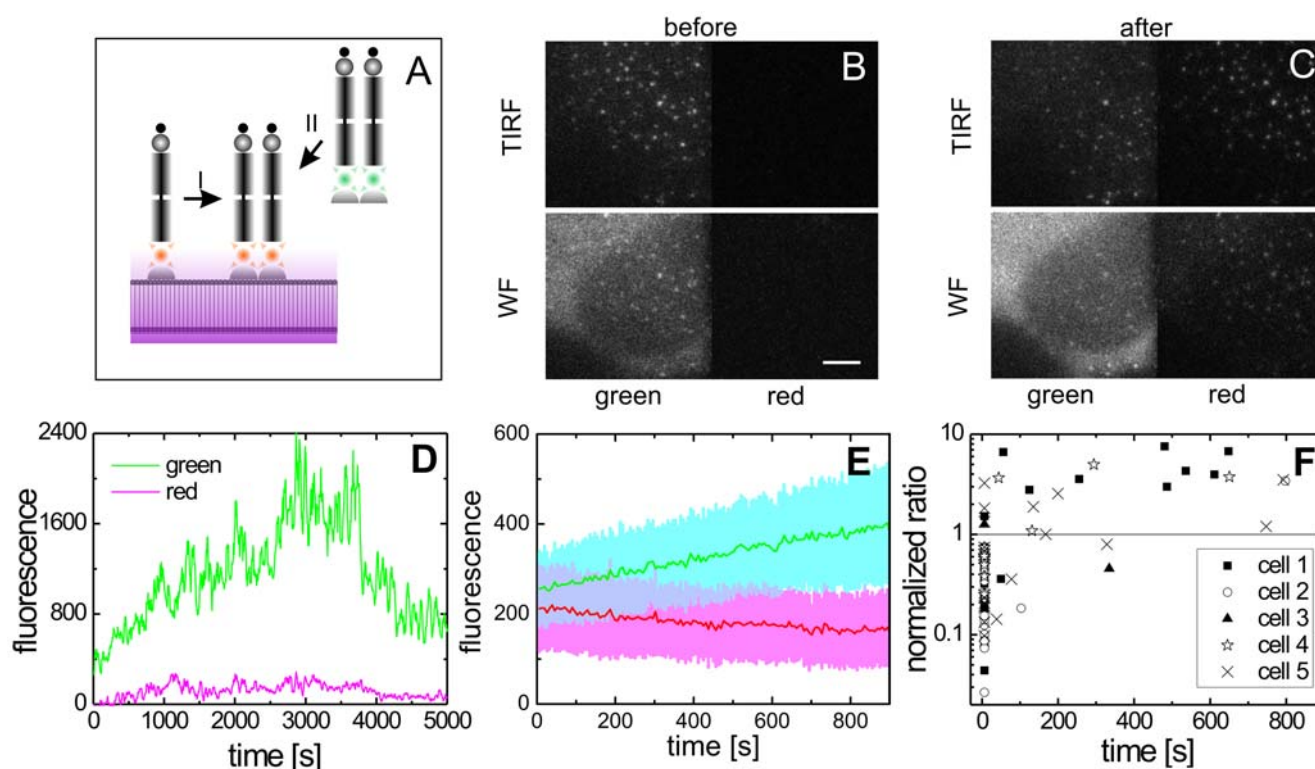 before
after
A
I
II
B
C
TIRF
TIRF
WF
WF
green
red
green
red
2400
1600
800
0
fluorescence
green
red
D
0
1000
2000
3000
4000
5000
time [s]
600
400
200
0
fluorescence
E
0
200
400
600
800
time [s]
10
1
0.1
normalized ratio
F
cell 1
cell 2
cell 3
cell 4
cell 5
0
200
400
600
800
time [s]